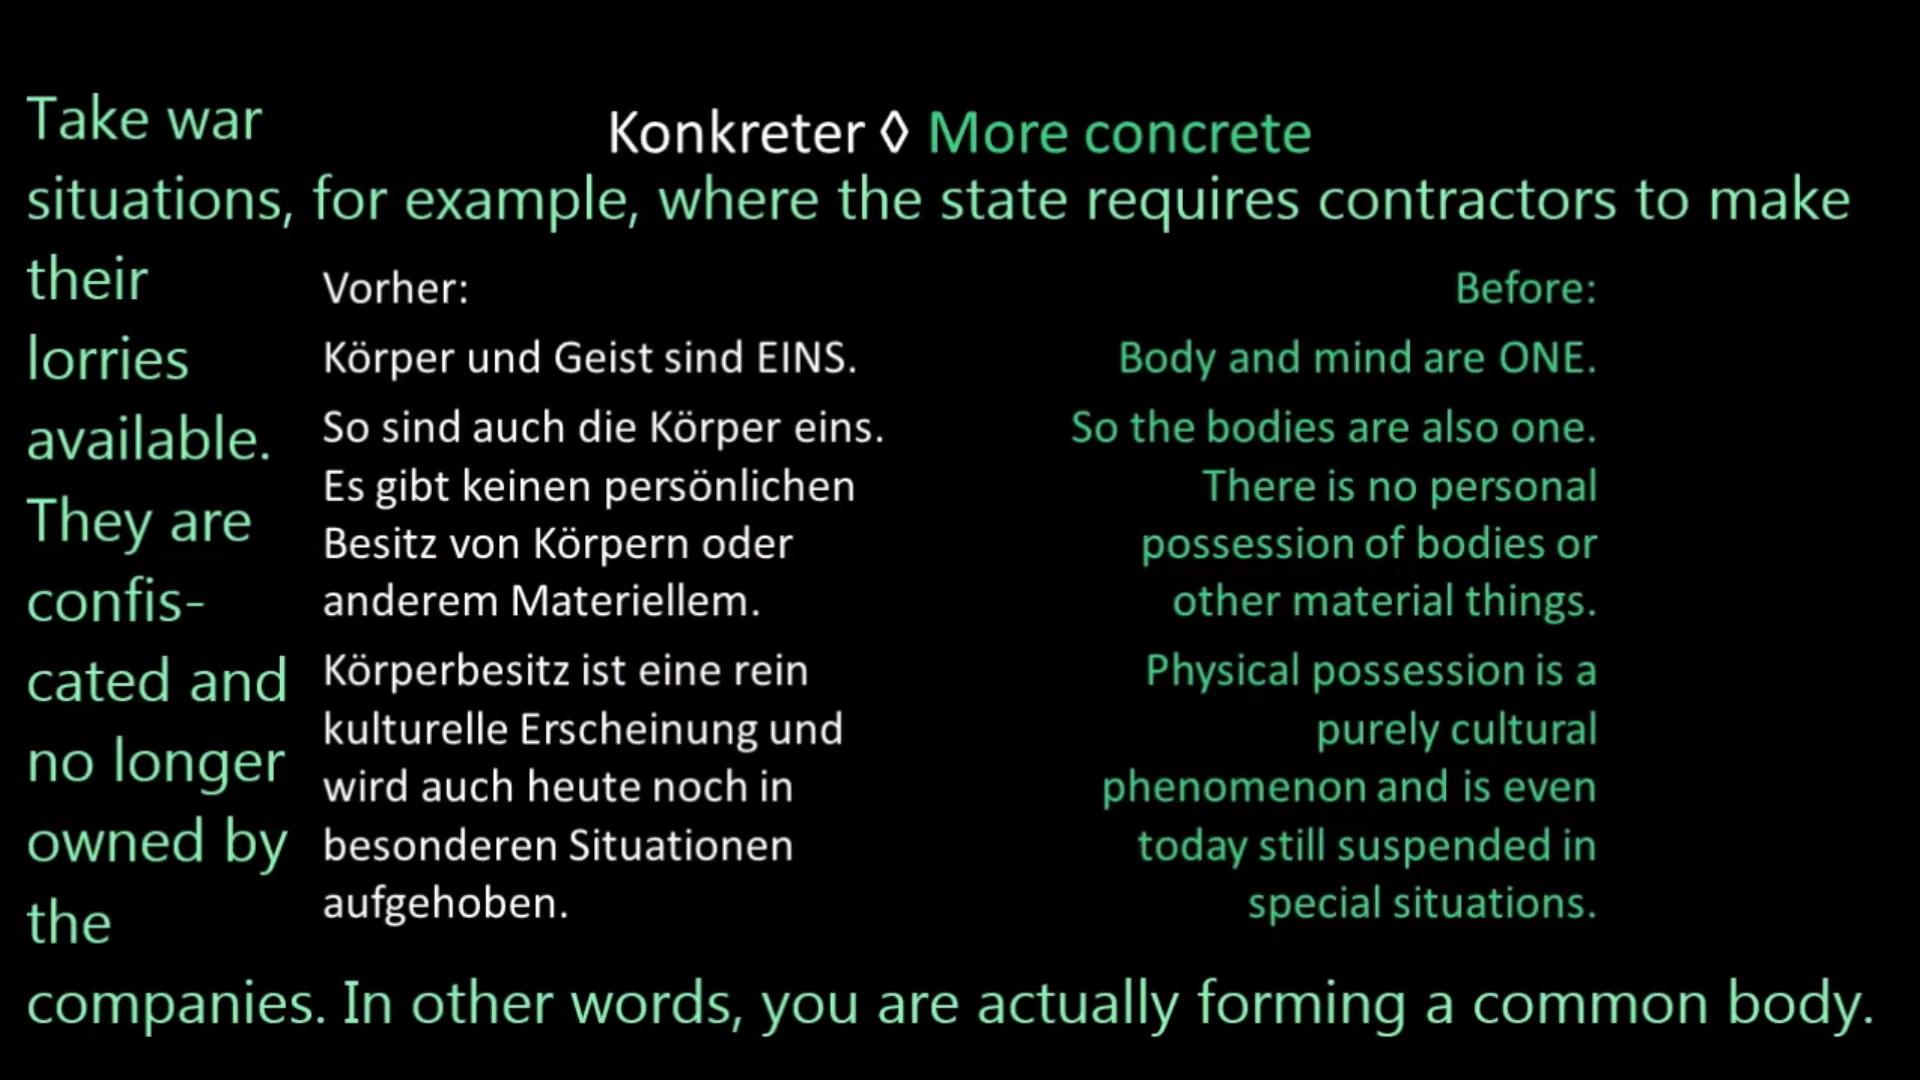 Konkreter ◊ More concrete
Take war
situations, for example, where the state requires contractors to make
their
lorries
available.
They are
confis-
cated and
no longer
owned by
the
companies. In other words, you are actually forming a common body.
Vorher:
Körper und Geist sind EINS.
So sind auch die Körper eins.
Es gibt keinen persönlichen
Besitz von Körpern oder
anderem Materiellem.
Körperbesitz ist eine rein
kulturelle Erscheinung und
wird auch heute noch in
besonderen Situationen
aufgehoben.
Before:
Body and mind are ONE.
So the bodies are also one.
There is no personal
possession of bodies or
other material things.
Physical possession is a
purely cultural
phenomenon and is even
today still suspended in
special situations.